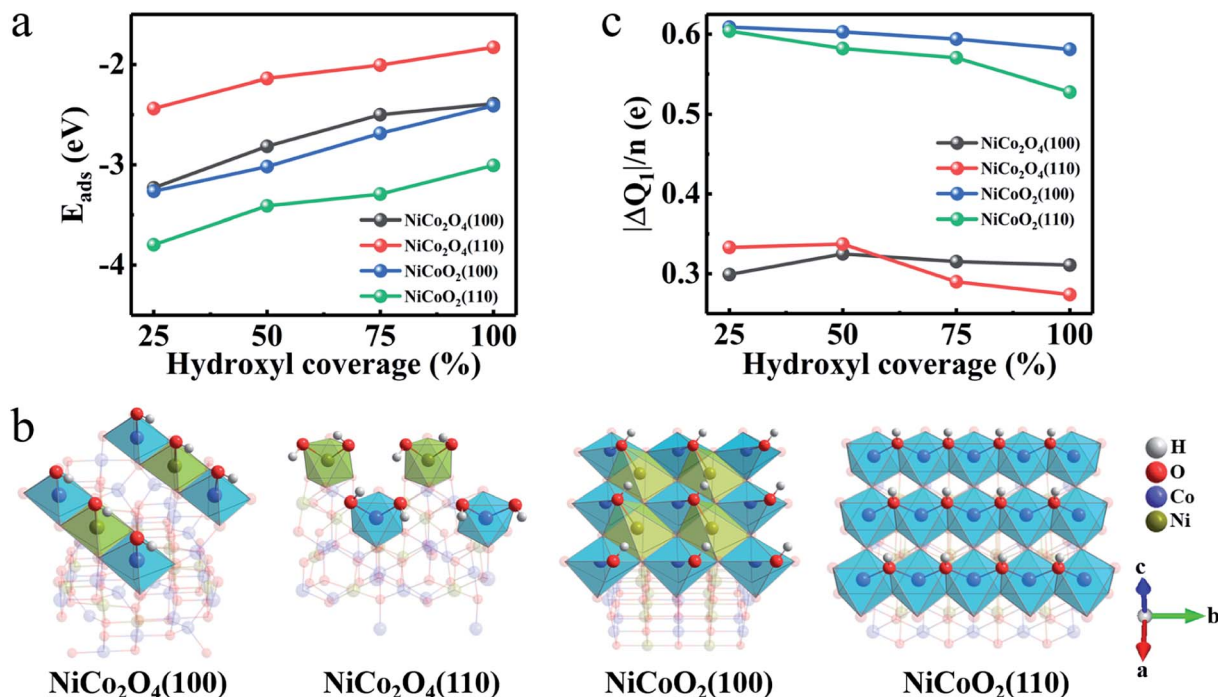 a
E_ads (eV)
-2
-3
-4
NiCo₂O₄(100)
NiCo₂O₄(110)
NiCoO₂(100)
NiCoO₂(110)
25 50 75 100
Hydroxyl coverage (%)
c
|ΔQ₁|/n (e)
0.6
0.5
0.4
0.3
NiCo₂O₄(100)
NiCo₂O₄(110)
NiCoO₂(100)
NiCoO₂(110)
25 50 75 100
Hydroxyl coverage (%)
b
H
O
Co
Ni
c
b
a
NiCo₂O₄(100) NiCo₂O₄(110) NiCoO₂(100) NiCoO₂(110)